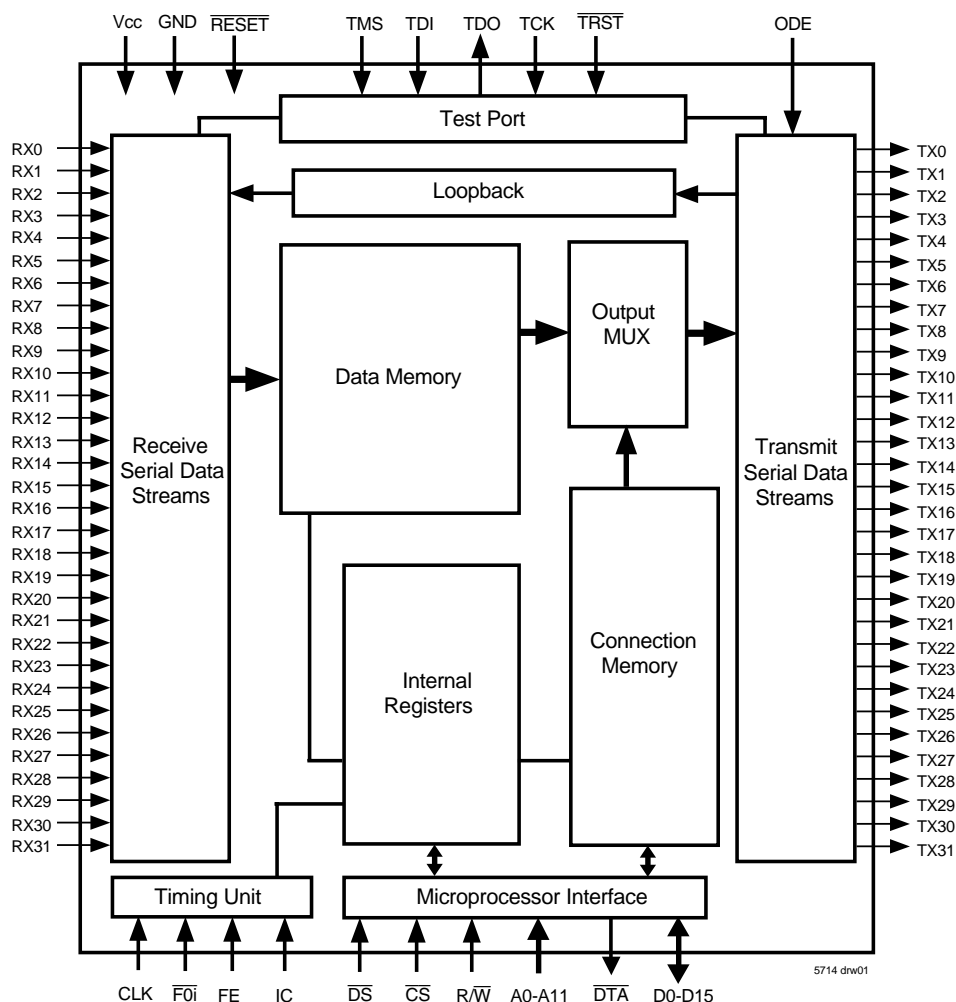 Vcc GND RESET TMS TDI TDO TCK TRST ODE
Test Port
Loopback
RX0
RX1
RX2
RX3
RX4
RX5
RX6
RX7
RX8
RX9
RX10
RX11
RX12
RX13
RX14
RX15
RX16
RX17
RX18
RX19
RX20
RX21
RX22
RX23
RX24
RX25
RX26
RX27
RX28
RX29
RX30
RX31
Receive
Serial Data
Streams
Data Memory
Output
MUX
Internal
Registers
Connection
Memory
Transmit
Serial Data
Streams
TX0
TX1
TX2
TX3
TX4
TX5
TX6
TX7
TX8
TX9
TX10
TX11
TX12
TX13
TX14
TX15
TX16
TX17
TX18
TX19
TX20
TX21
TX22
TX23
TX24
TX25
TX26
TX27
TX28
TX29
TX30
TX31
Timing Unit
Microprocessor Interface
CLK F0i FE IC DS CS R/W A0-A11 DTA D0-D15
5714 drw01